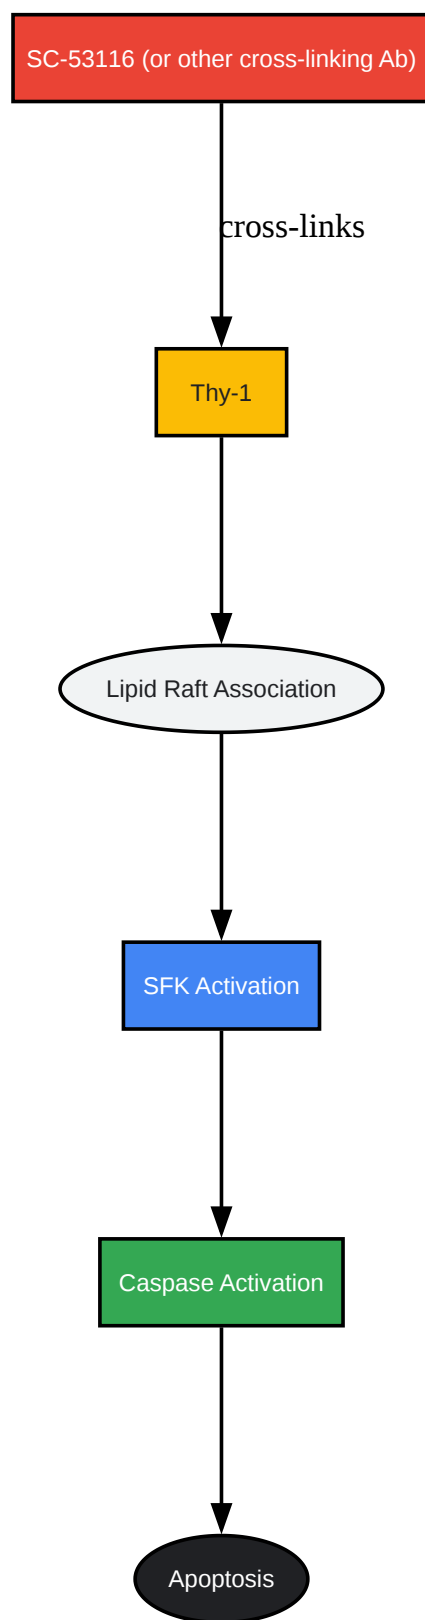 SC-53116 (or other cross-linking Ab)
cross-links
Thy-1
Lipid Raft Association
SFK Activation
Caspase Activation
Apoptosis